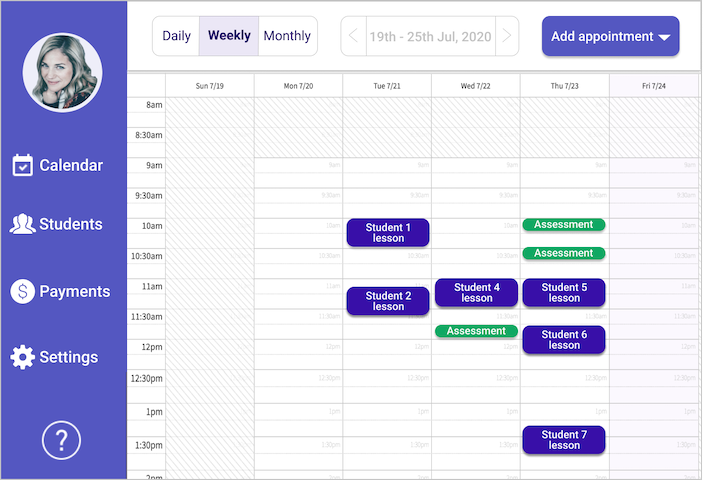 Daily
Weekly
Monthly
19th - 25th Jul, 2020
Add appointment
Calendar
Students
Payments
Settings
?
Sun 7/19
Mon 7/20
Tue 7/21
Wed 7/22
Thu 7/23
Fri 7/24
8am
8:30am
9am
9am
9am
9am
9am
9am
9:30am
9:30am
9:30am
9:30am
9:30am
9:30am
10am
10am
Student 1
lesson
10am
Assessment
10am
10:30am
10:30am
10:30am
10:30am
Assessment
10:30am
11am
11am
11am
Student 4
lesson
Student 5
lesson
11am
Student 2
lesson
11:30am
11:30am
11:30am
11:30am
Assessment
Student 6
lesson
12pm
12pm
12pm
12pm
12pm
12:30pm
12:30pm
12:30pm
12:30pm
12:30pm
12:30pm
1pm
1pm
1pm
1pm
1pm
1pm
Student 7
lesson
1:30pm
1:30pm
1:30pm
1:30pm
1:30pm
2pm